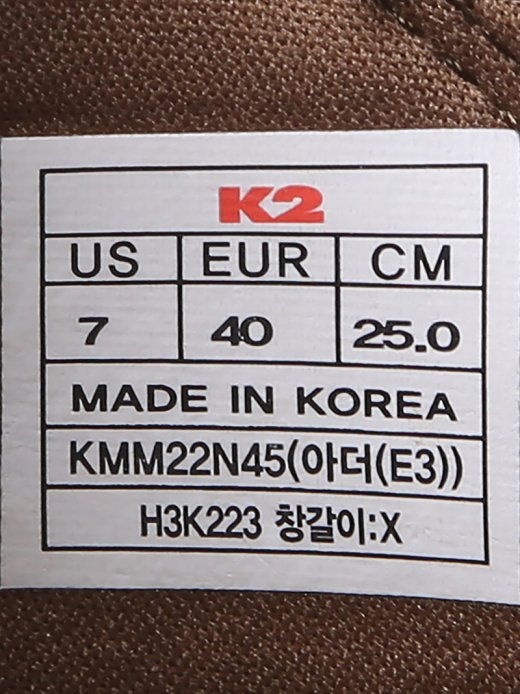 K2
US EUR CM
7 40 25.0
MADE IN KOREA
KMM22N45(아더(E3))
H3K223 창갈이:X